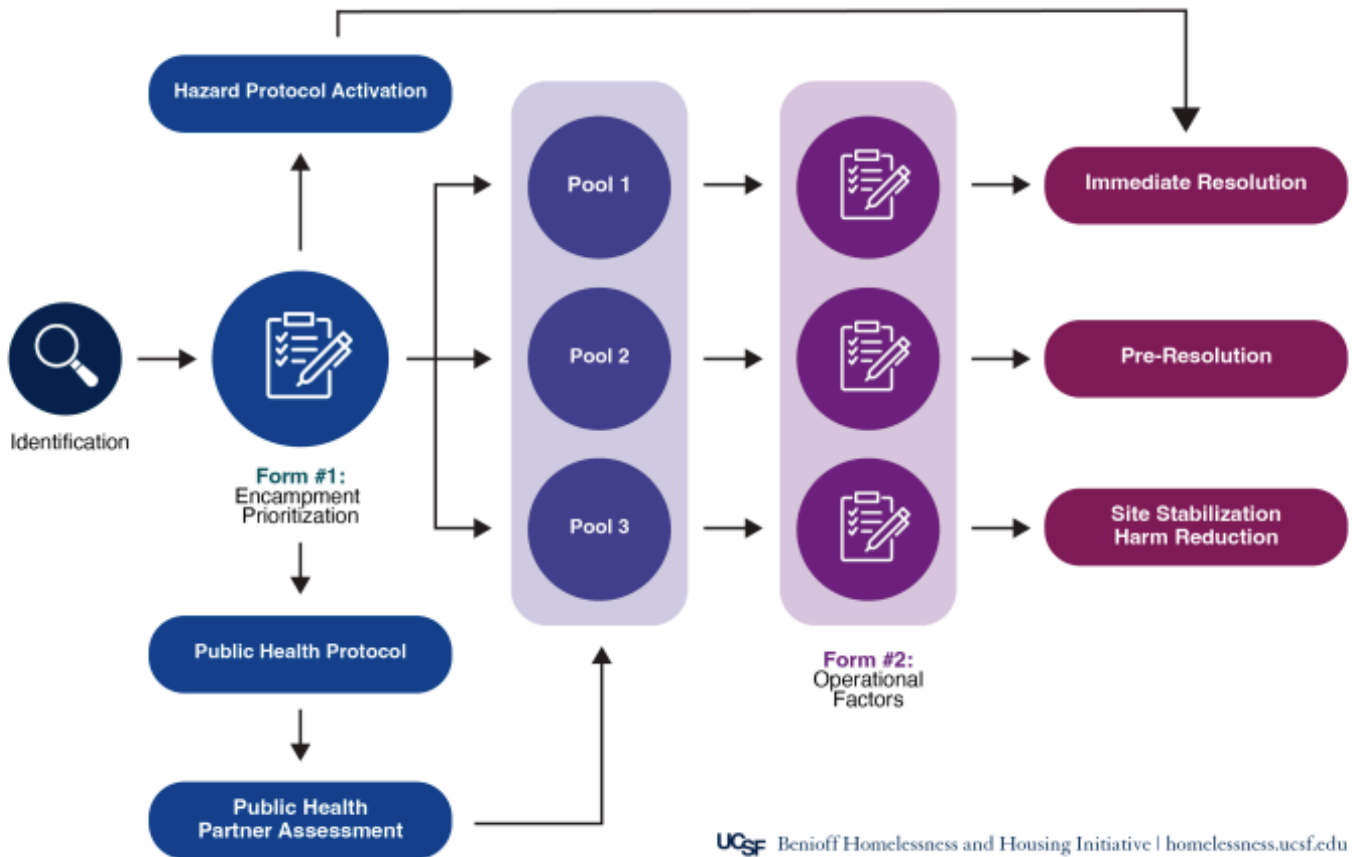 Hazard Protocol Activation
Pool 1
Immediate Resolution
Identification
Form #1:
Encampment
Prioritization
Pool 2
Pre-Resolution
Pool 3
Site Stabilization
Harm Reduction
Public Health Protocol
Form #2:
Operational
Factors
Public Health
Partner Assessment
UCSF Benioff Homelessness and Housing Initiative | homelessness.ucsf.edu